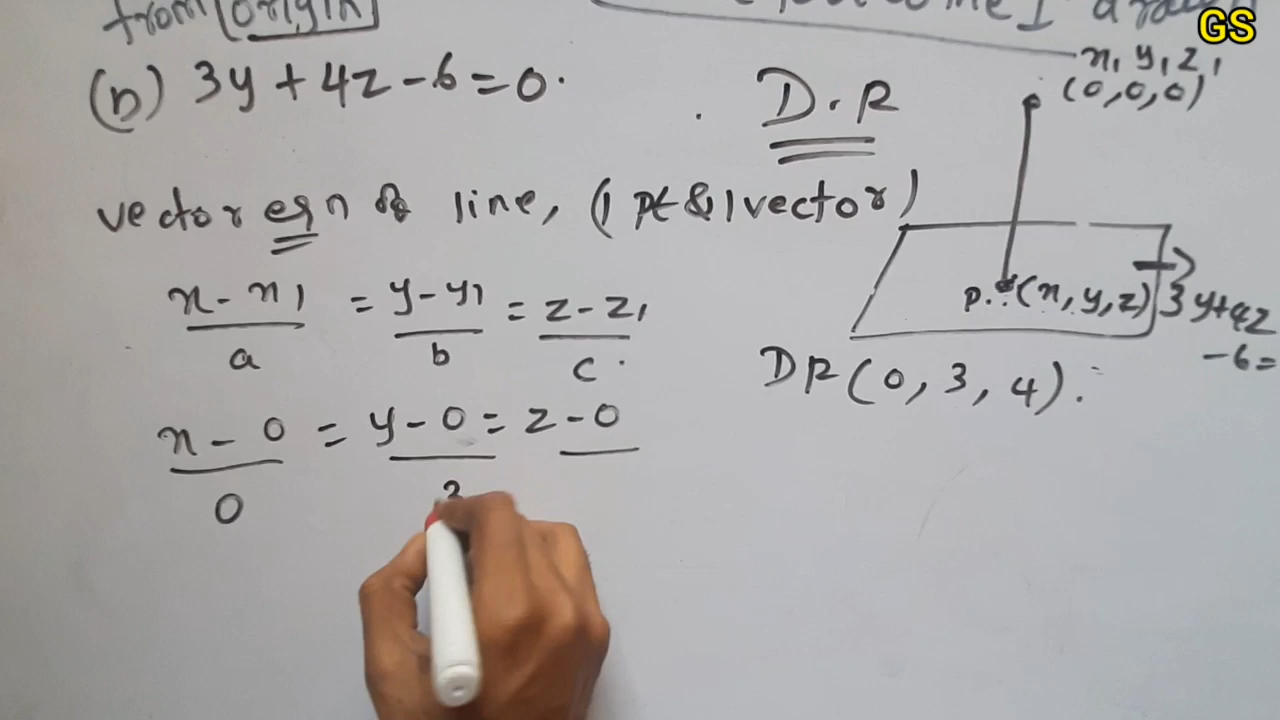 from origin
GS
(b) 3y + 4z - 6 = 0.
D.R
x1 y1 z1
(0,0,0)
vector eqn of line, (1 pt & 1 vector)
x - x1 / a = y - y1 / b = z - z1 / c.
p. (x, y, z) 3y+4z
-6=
DR (0, 3, 4).
x - 0 / 0 = y - 0 / 3 = z - 0